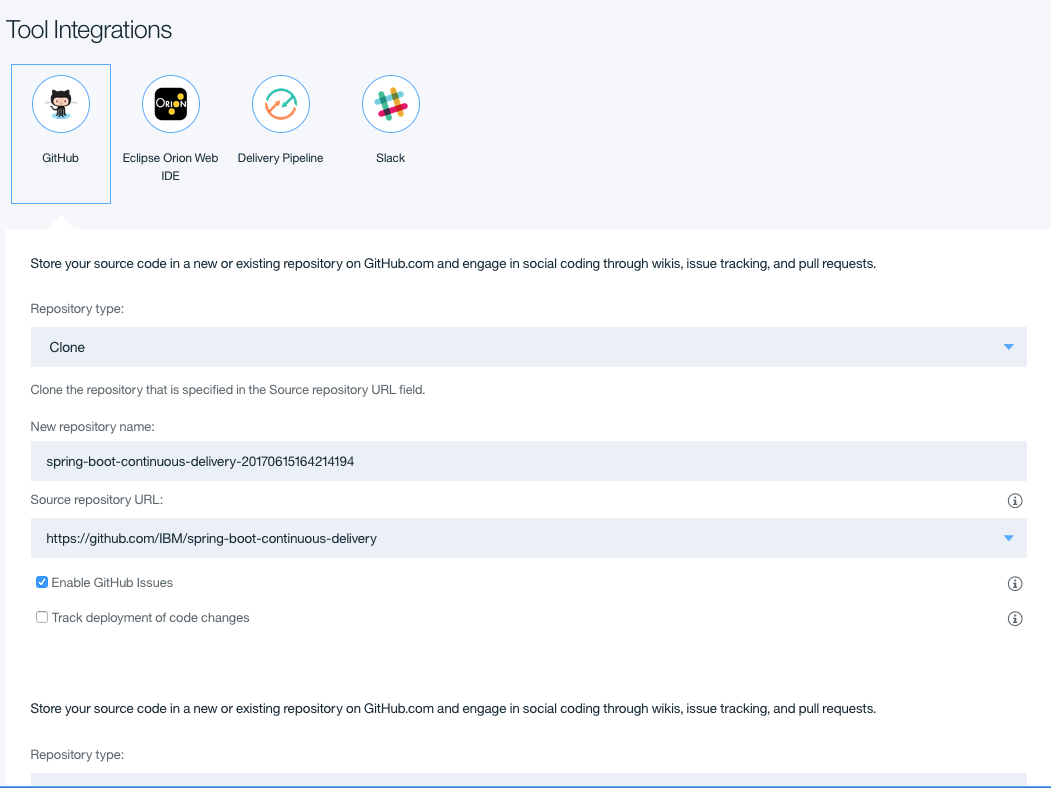 Tool Integrations
ORION
GitHub
Eclipse Orion Web
IDE
Delivery Pipeline
Slack
Store your source code in a new or existing repository on GitHub.com and engage in social coding through wikis, issue tracking, and pull requests.
Repository type:
Clone
Clone the repository that is specified in the Source repository URL field.
New repository name:
spring-boot-continuous-delivery-20170615164214194
Source repository URL:
https://github.com/IBM/spring-boot-continuous-delivery
Enable GitHub Issues
Track deployment of code changes
Store your source code in a new or existing repository on GitHub.com and engage in social coding through wikis, issue tracking, and pull requests.
Repository type: